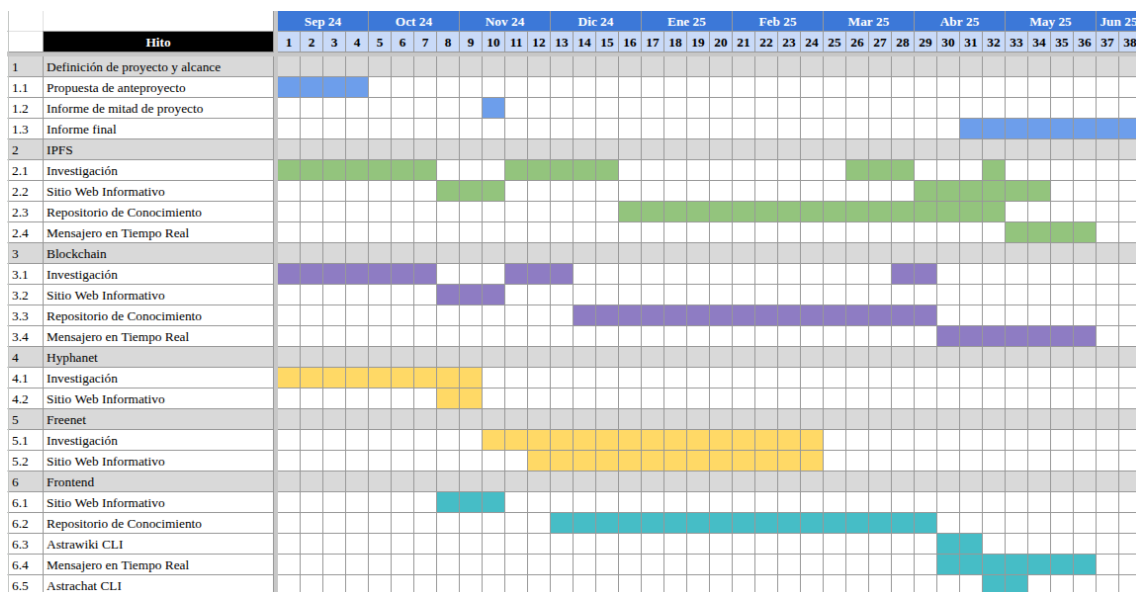 Sep 24 Oct 24 Nov 24 Dic 24 Ene 25 Feb 25 Mar 25 Abr 25 May 25 Jun 25
Hito 1 2 3 4 5 6 7 8 9 10 11 12 13 14 15 16 17 18 19 20 21 22 23 24 25 26 27 28 29 30 31 32 33 34 35 36 37 38
1 Definición de proyecto y alcance
1.1 Propuesta de anteproyecto
1.2 Informe de mitad de proyecto
1.3 Informe final
2 IPFS
2.1 Investigación
2.2 Sitio Web Informativo
2.3 Repositorio de Conocimiento
2.4 Mensajero en Tiempo Real
3 Blockchain
3.1 Investigación
3.2 Sitio Web Informativo
3.3 Repositorio de Conocimiento
3.4 Mensajero en Tiempo Real
4 Hyphanet
4.1 Investigación
4.2 Sitio Web Informativo
5 Freenet
5.1 Investigación
5.2 Sitio Web Informativo
6 Frontend
6.1 Sitio Web Informativo
6.2 Repositorio de Conocimiento
6.3 Astrawiki CLI
6.4 Mensajero en Tiempo Real
6.5 Astrachat CLI